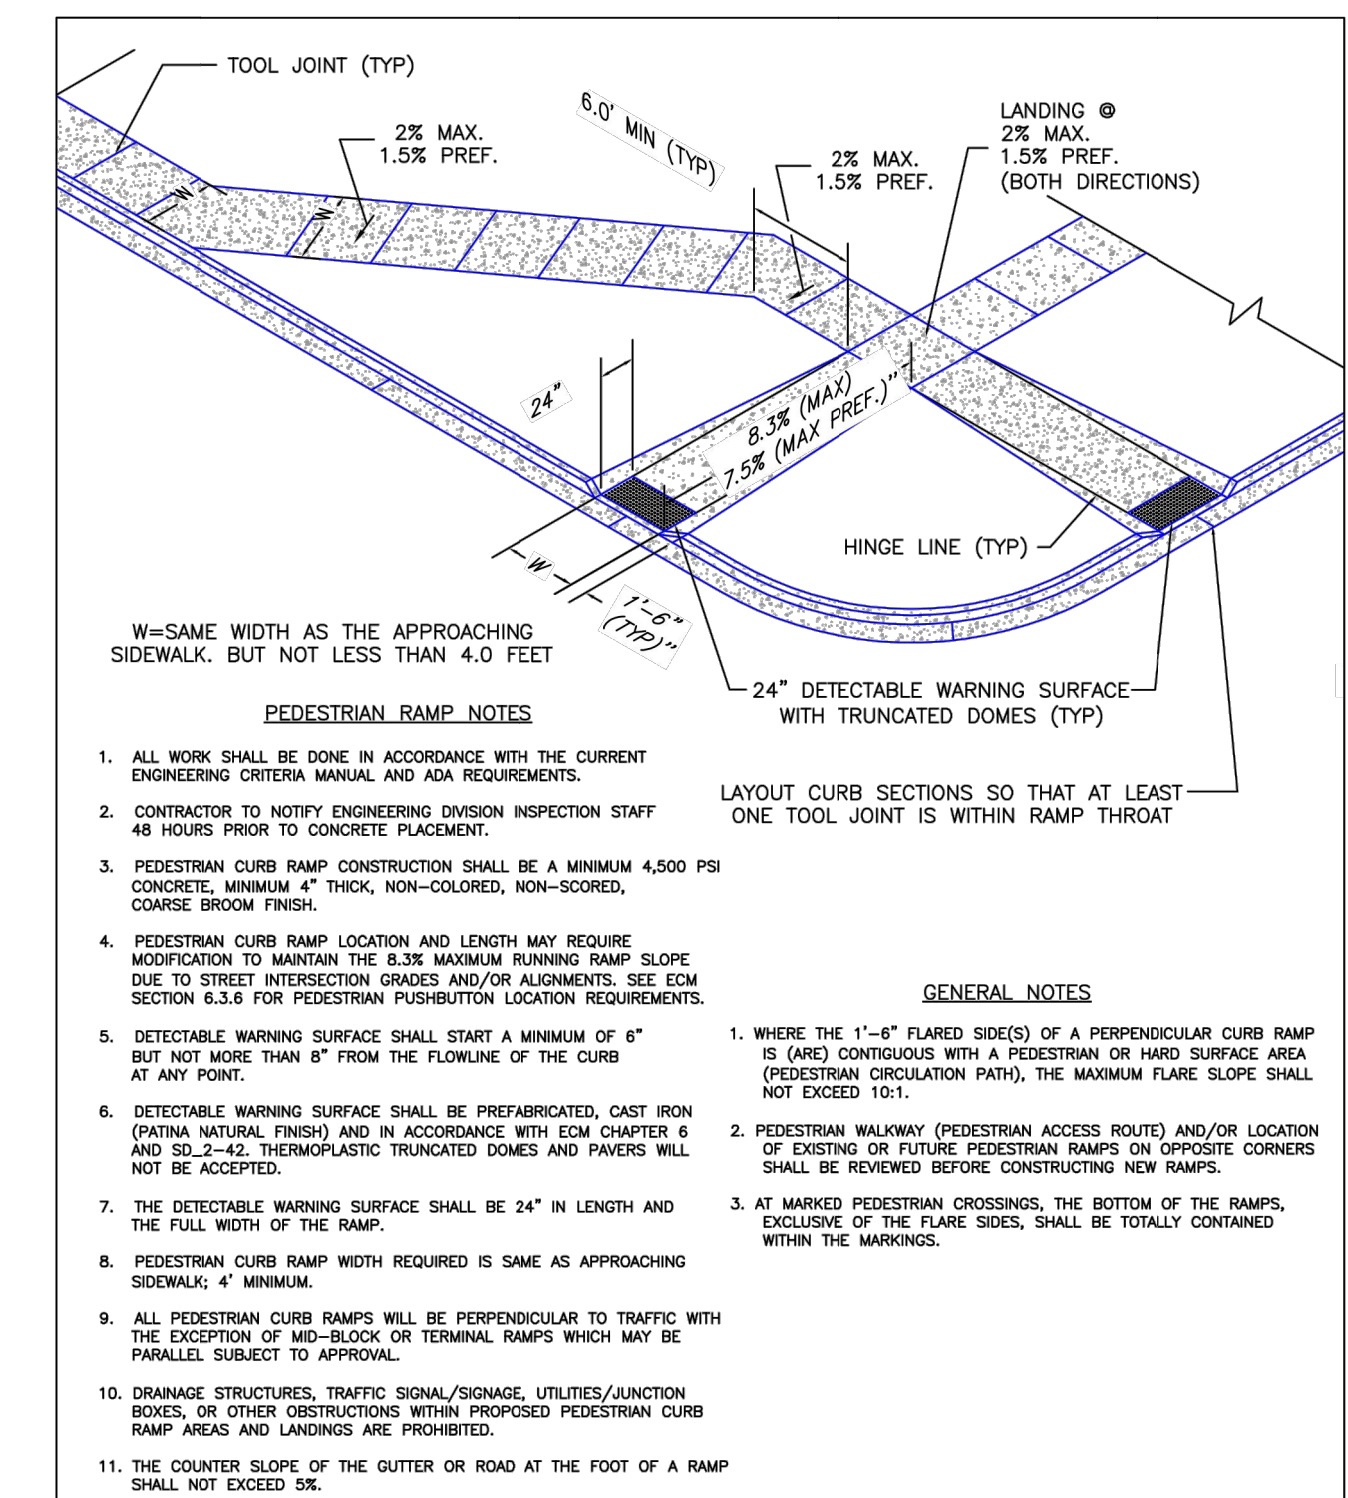 TOOL JOINT (TYP)
2% MAX.
1.5% PREF.
6.0' MIN (TYP)
2% MAX.
1.5% PREF.
LANDING @
2% MAX.
1.5% PREF.
(BOTH DIRECTIONS)
W
W
24"
8.3% (MAX)
7.5% (MAX PREF.)"
HINGE LINE (TYP)
W
1'-6"
(TYP)"
W=SAME WIDTH AS THE APPROACHING
SIDEWALK. BUT NOT LESS THAN 4.0 FEET
24" DETECTABLE WARNING SURFACE
WITH TRUNCATED DOMES (TYP)
LAYOUT CURB SECTIONS SO THAT AT LEAST
ONE TOOL JOINT IS WITHIN RAMP THROAT
PEDESTRIAN RAMP NOTES
1. ALL WORK SHALL BE DONE IN ACCORDANCE WITH THE CURRENT
ENGINEERING CRITERIA MANUAL AND ADA REQUIREMENTS.
2. CONTRACTOR TO NOTIFY ENGINEERING DIVISION INSPECTION STAFF
48 HOURS PRIOR TO CONCRETE PLACEMENT.
3. PEDESTRIAN CURB RAMP CONSTRUCTION SHALL BE A MINIMUM 4,500 PSI
CONCRETE, MINIMUM 4" THICK, NON-COLORED, NON-SCORED,
COARSE BROOM FINISH.
4. PEDESTRIAN CURB RAMP LOCATION AND LENGTH MAY REQUIRE
MODIFICATION TO MAINTAIN THE 8.3% MAXIMUM RUNNING RAMP SLOPE
DUE TO STREET INTERSECTION GRADES AND/OR ALIGNMENTS. SEE ECM
SECTION 6.3.6 FOR PEDESTRIAN PUSHBUTTON LOCATION REQUIREMENTS.
5. DETECTABLE WARNING SURFACE SHALL START A MINIMUM OF 6"
BUT NOT MORE THAN 8" FROM THE FLOWLINE OF THE CURB
AT ANY POINT.
6. DETECTABLE WARNING SURFACE SHALL BE PREFABRICATED, CAST IRON
(PATINA NATURAL FINISH) AND IN ACCORDANCE WITH ECM CHAPTER 6
AND SD_2-42. THERMOPLASTIC TRUNCATED DOMES AND PAVERS WILL
NOT BE ACCEPTED.
7. THE DETECTABLE WARNING SURFACE SHALL BE 24" IN LENGTH AND
THE FULL WIDTH OF THE RAMP.
8. PEDESTRIAN CURB RAMP WIDTH REQUIRED IS SAME AS APPROACHING
SIDEWALK; 4' MINIMUM.
9. ALL PEDESTRIAN CURB RAMPS WILL BE PERPENDICULAR TO TRAFFIC WITH
THE EXCEPTION OF MID-BLOCK OR TERMINAL RAMPS WHICH MAY BE
PARALLEL SUBJECT TO APPROVAL.
10. DRAINAGE STRUCTURES, TRAFFIC SIGNAL/SIGNAGE, UTILITIES/JUNCTION
BOXES, OR OTHER OBSTRUCTIONS WITHIN PROPOSED PEDESTRIAN CURB
RAMP AREAS AND LANDINGS ARE PROHIBITED.
11. THE COUNTER SLOPE OF THE GUTTER OR ROAD AT THE FOOT OF A RAMP
SHALL NOT EXCEED 5%.
GENERAL NOTES
1. WHERE THE 1'-6" FLARED SIDE(S) OF A PERPENDICULAR CURB RAMP
IS (ARE) CONTIGUOUS WITH A PEDESTRIAN OR HARD SURFACE AREA
(PEDESTRIAN CIRCULATION PATH), THE MAXIMUM FLARE SLOPE SHALL
NOT EXCEED 10:1.
2. PEDESTRIAN WALKWAY (PEDESTRIAN ACCESS ROUTE) AND/OR LOCATION
OF EXISTING OR FUTURE PEDESTRIAN RAMPS ON OPPOSITE CORNERS
SHALL BE REVIEWED BEFORE CONSTRUCTING NEW RAMPS.
3. AT MARKED PEDESTRIAN CROSSINGS, THE BOTTOM OF THE RAMPS,
EXCLUSIVE OF THE FLARE SIDES, SHALL BE TOTALLY CONTAINED
WITHIN THE MARKINGS.